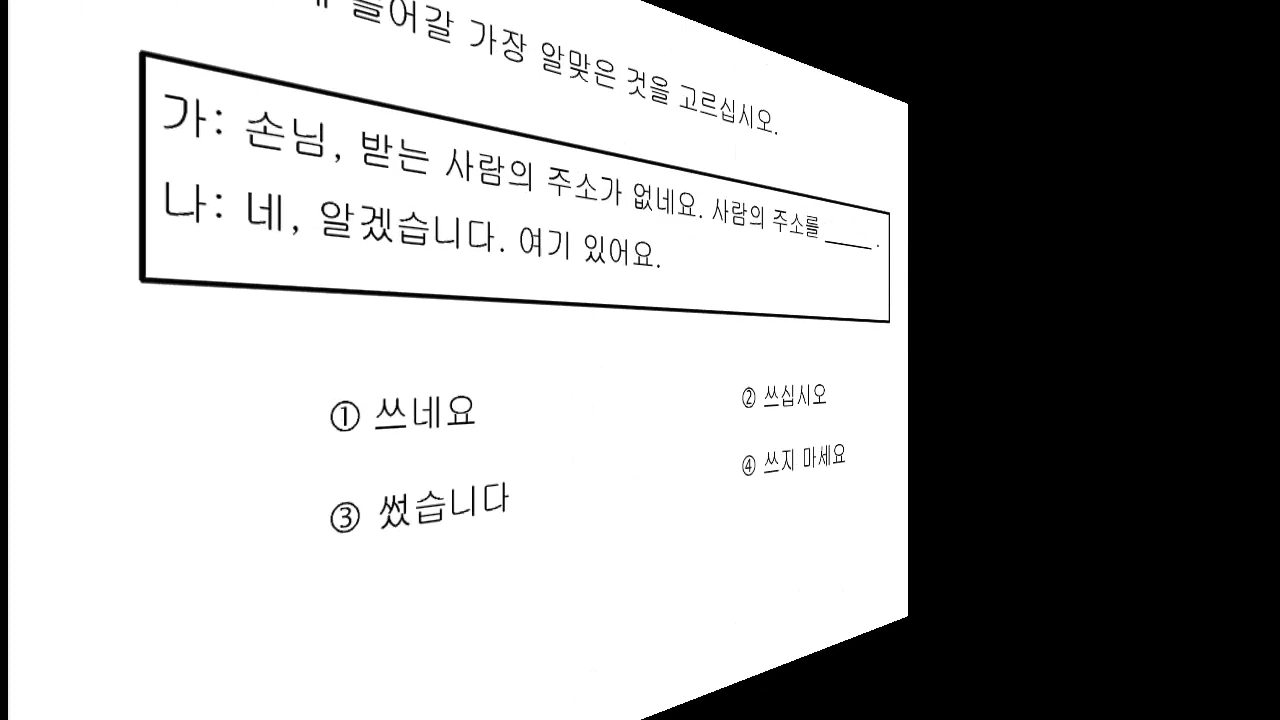 들어갈 가장 알맞은 것을 고르십시오.
가: 손님, 받는 사람의 주소가 없네요. 사람의 주소를 _____ .
나: 네, 알겠습니다. 여기 있어요.
① 쓰네요
② 쓰십시오
③ 썼습니다
④ 쓰지 마세요